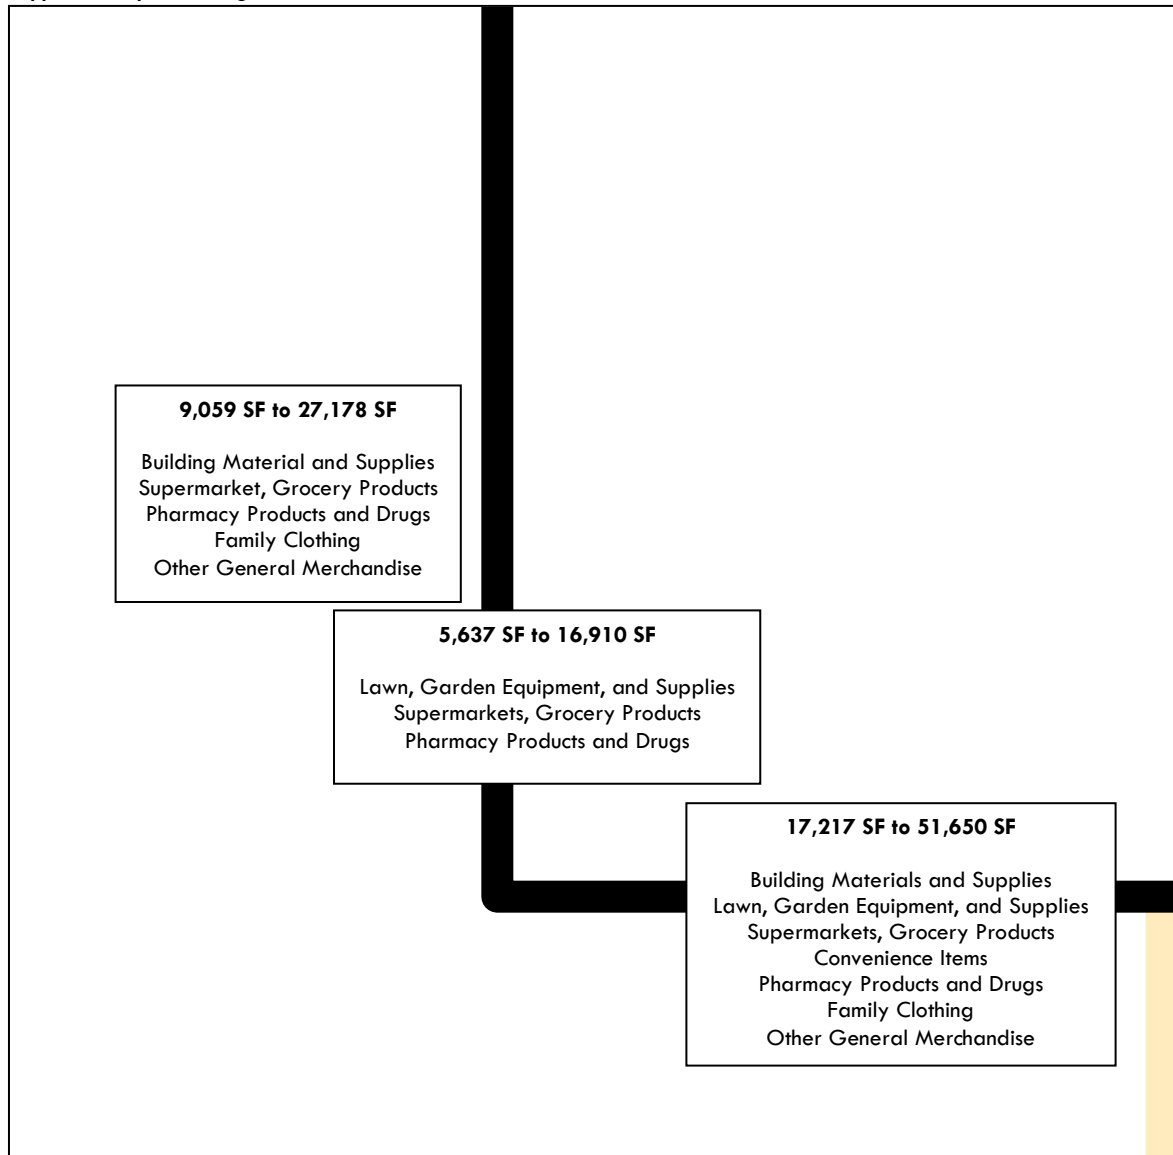 9,059 SF to 27,178 SF
Building Material and Supplies
Supermarket, Grocery Products
Pharmacy Products and Drugs
Family Clothing
Other General Merchandise
5,637 SF to 16,910 SF
Lawn, Garden Equipment, and Supplies
Supermarkets, Grocery Products
Pharmacy Products and Drugs
17,217 SF to 51,650 SF
Building Materials and Supplies
Lawn, Garden Equipment, and Supplies
Supermarkets, Grocery Products
Convenience Items
Pharmacy Products and Drugs
Family Clothing
Other General Merchandise